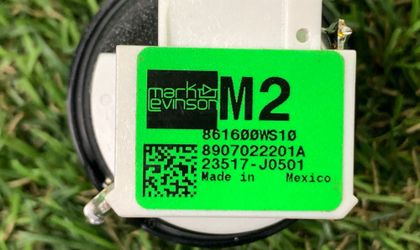 mark
levinson
M2
861600WS10
8907022201A
23517-J0501
Made in Mexico